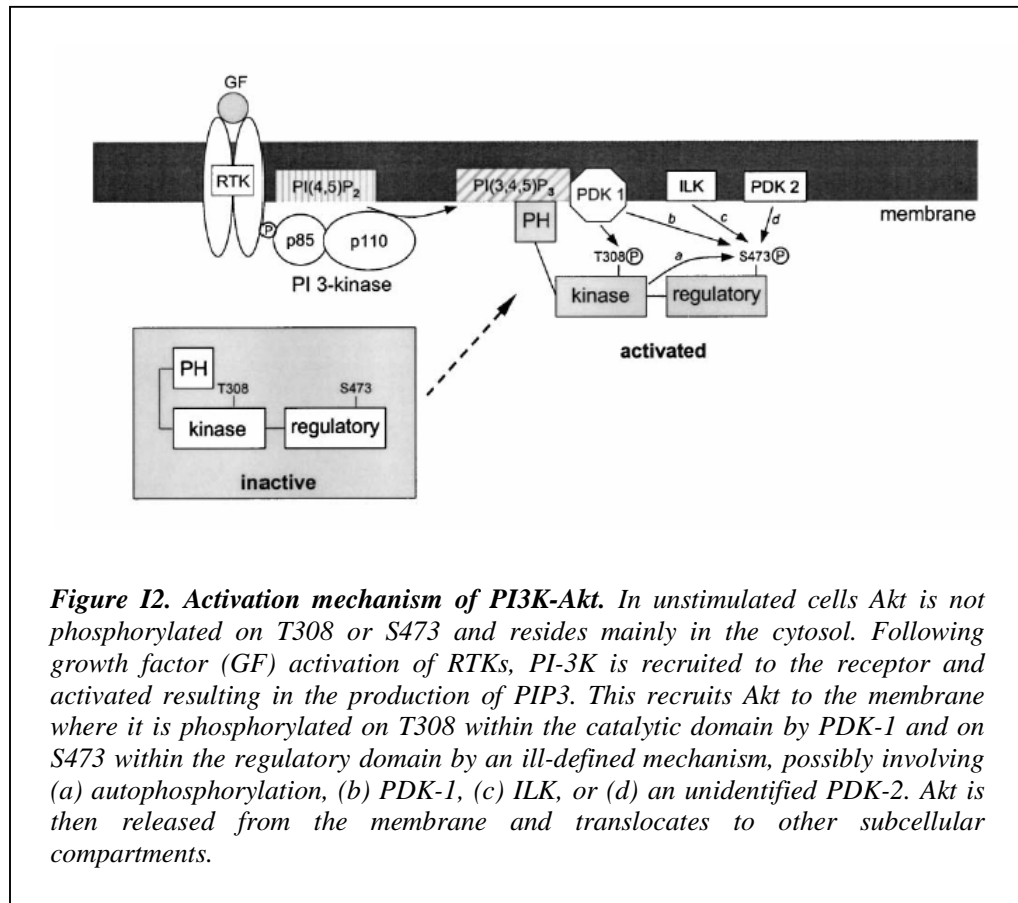 GF
RTK
PI(4,5)P2
PI(3,4,5)P3
PDK 1
ILK
PDK 2
membrane
P
p85
p110
PH
b
c
d
T308 P
a
S473 P
PI 3-kinase
kinase
regulatory
activated
PH
T308
S473
kinase
regulatory
inactive
Figure I2. Activation mechanism of PI3K-Akt. In unstimulated cells Akt is not
phosphorylated on T308 or S473 and resides mainly in the cytosol. Following
growth factor (GF) activation of RTKs, PI-3K is recruited to the receptor and
activated resulting in the production of PIP3. This recruits Akt to the membrane
where it is phosphorylated on T308 within the catalytic domain by PDK-1 and on
S473 within the regulatory domain by an ill-defined mechanism, possibly involving
(a) autophosphorylation, (b) PDK-1, (c) ILK, or (d) an unidentified PDK-2. Akt is
then released from the membrane and translocates to other subcellular
compartments.